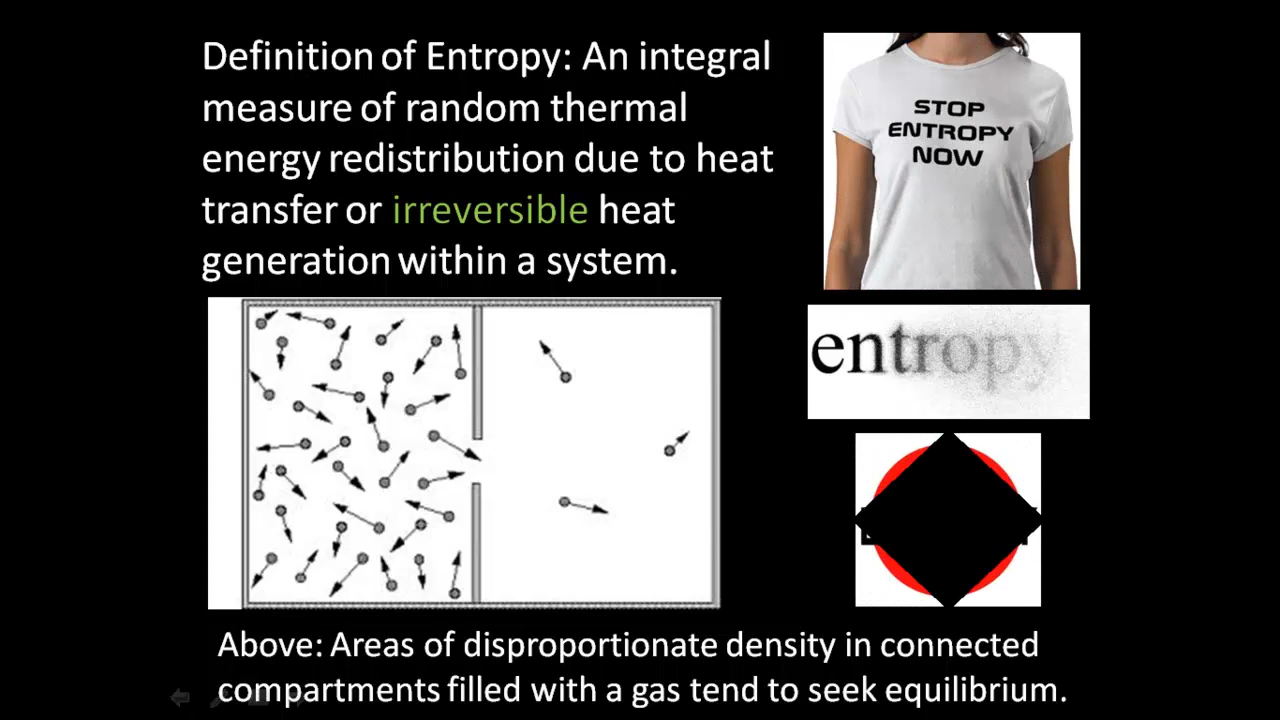 Definition of Entropy: An integral
measure of random thermal
energy redistribution due to heat
transfer or irreversible heat
generation within a system.
STOP
ENTROPY
NOW
entropy
Above: Areas of disproportionate density in connected
compartments filled with a gas tend to seek equilibrium.